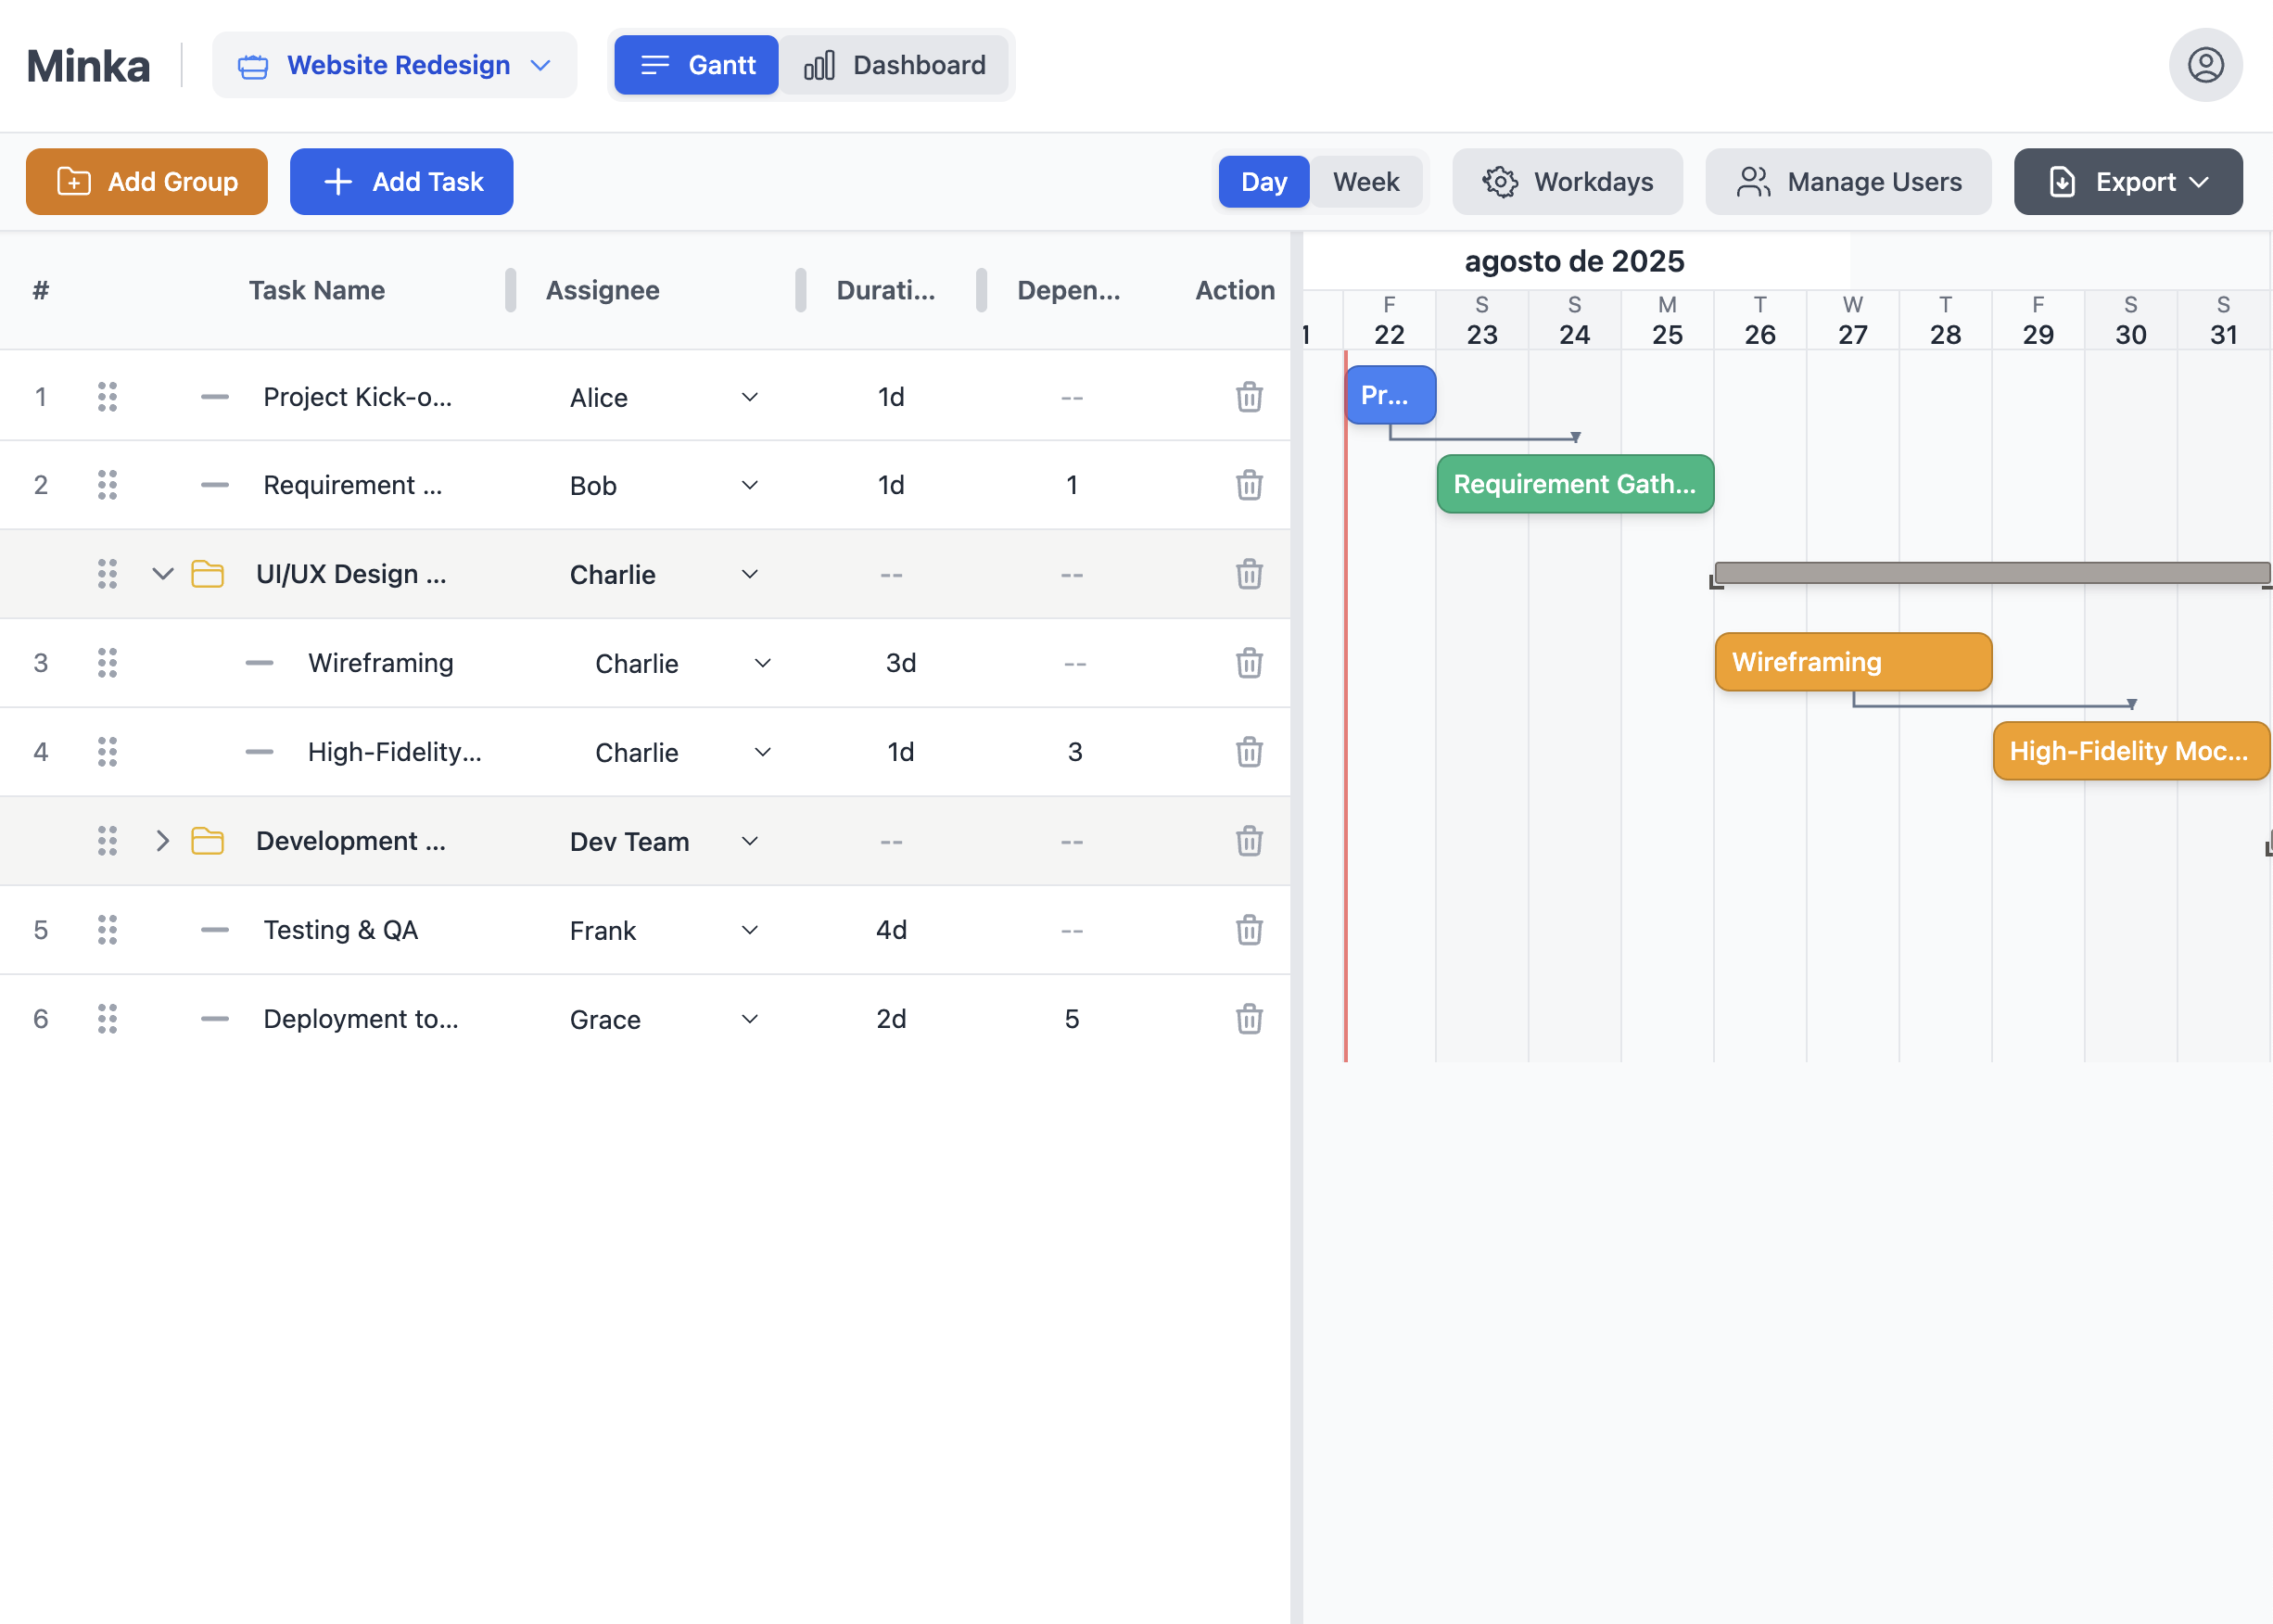 Minka
Website Redesign
Gantt
Dashboard
Add Group
Add Task
Day
Week
Workdays
Manage Users
Export
# Task Name Assignee Durati... Depen... Action
agosto de 2025
F S S M T W T F S S
1 22 23 24 25 26 27 28 29 30 31
1 Project Kick-o... Alice 1d --
Pr...
2 Requirement ... Bob 1d 1
Requirement Gath...
UI/UX Design ... Charlie -- --
3 Wireframing Charlie 3d --
Wireframing
4 High-Fidelity... Charlie 1d 3
High-Fidelity Moc...
Development ... Dev Team -- --
5 Testing & QA Frank 4d --
6 Deployment to... Grace 2d 5